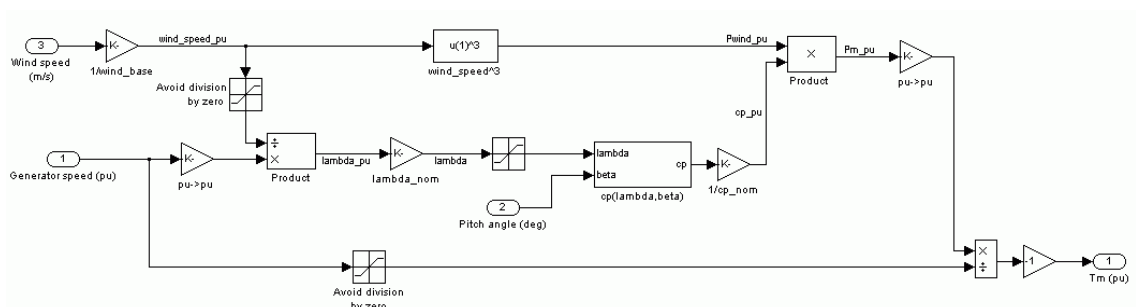 3
Wind speed
(m/s)
K-
1/wind_base
wind_speed_pu
Avoid division
by zero
u(1)^3
wind_speed^3
Pwind_pu
×
Product
Pm_pu
K-
pu->pu
cp_pu
1
Generator speed (pu)
K-
pu->pu
÷
×
Product
lambda_pu
K-
lambda_nom
lambda
lambda
beta
cp
cp(lambda,beta)
K-
1/cp_nom
2
Pitch angle (deg)
Avoid division
by zero
×
÷
-1
1
Tm (pu)